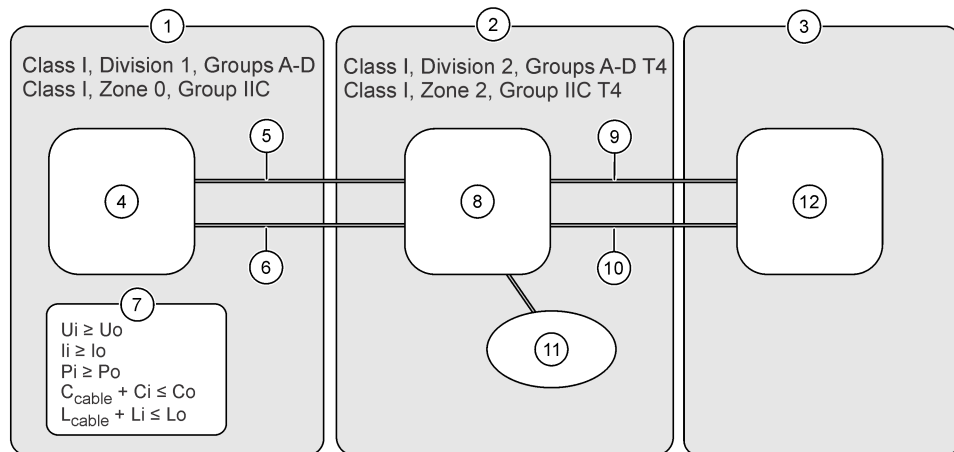 1
2
3
Class I, Division 1, Groups A-D
Class I, Zone 0, Group IIC
Class I, Division 2, Groups A-D T4
Class I, Zone 2, Group IIC T4
5
9
4
8
12
6
10
7
Ui ≥ Uo
Ii ≥ Io
Pi ≥ Po
Ccable + Ci ≤ Co
Lcable + Li ≤ Lo
11